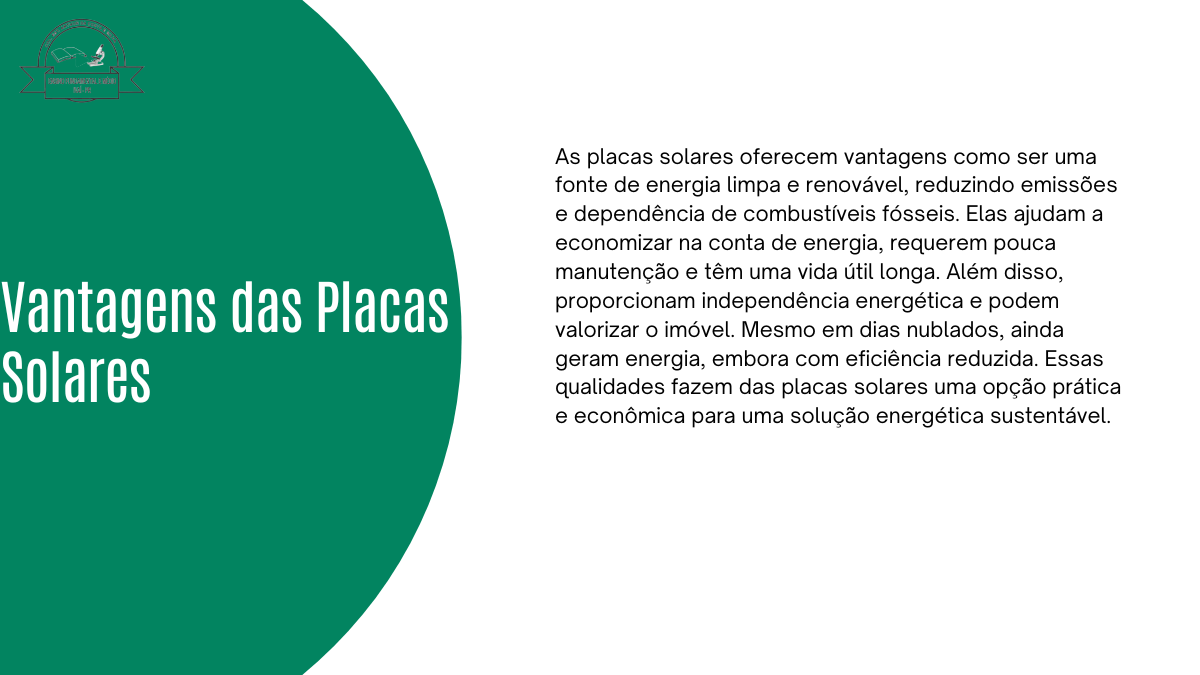 Vantagens das Placas
Solares
As placas solares oferecem vantagens como ser uma
fonte de energia limpa e renovável, reduzindo emissões
e dependência de combustíveis fósseis. Elas ajudam a
economizar na conta de energia, requerem pouca
manutenção e têm uma vida útil longa. Além disso,
proporcionam independência energética e podem
valorizar o imóvel. Mesmo em dias nublados, ainda
geram energia, embora com eficiência reduzida. Essas
qualidades fazem das placas solares uma opção prática
e econômica para uma solução energética sustentável.